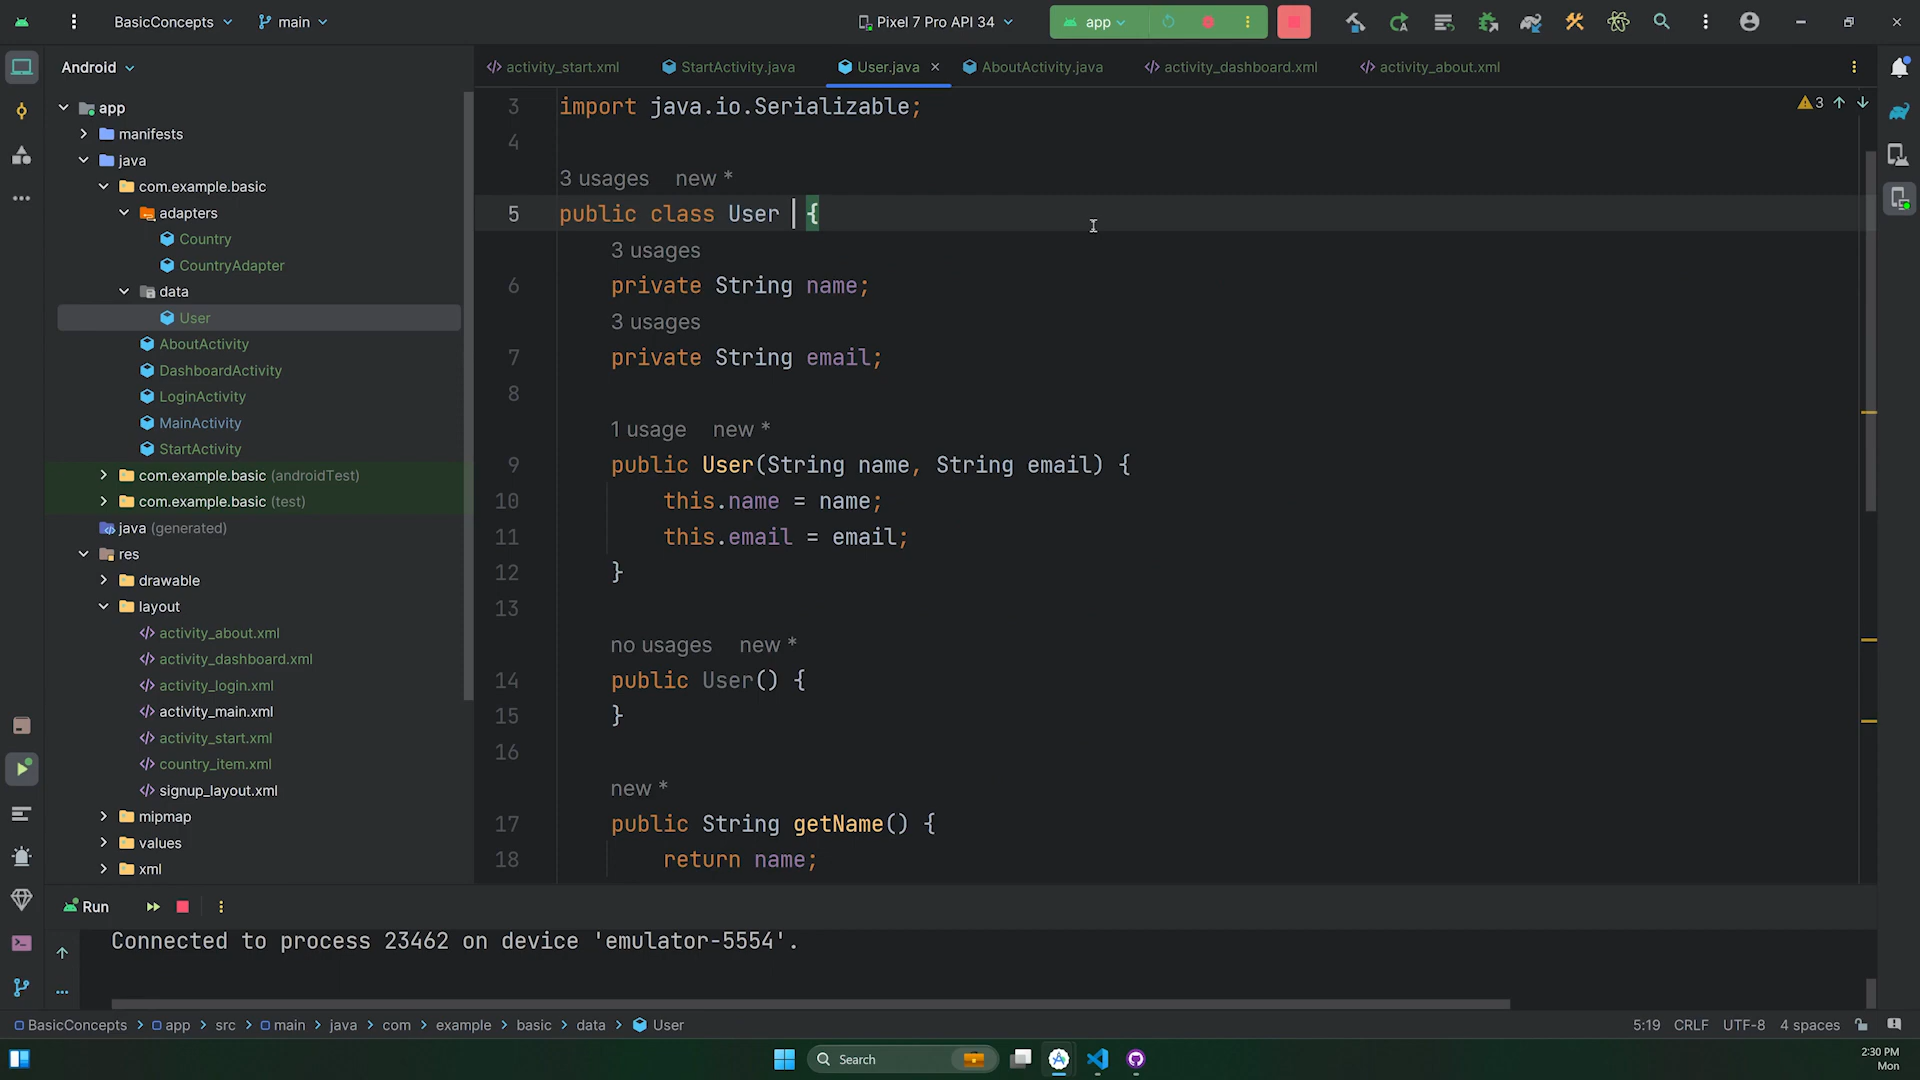 BasicConcepts
main
Pixel 7 Pro API 34
app
Android
activity_start.xml
StartActivity.java
User.java
AboutActivity.java
activity_dashboard.xml
activity_about.xml
app
manifests
java
com.example.basic
adapters
Country
CountryAdapter
data
User
AboutActivity
DashboardActivity
LoginActivity
MainActivity
StartActivity
com.example.basic (androidTest)
com.example.basic (test)
java (generated)
res
drawable
layout
activity_about.xml
activity_dashboard.xml
activity_login.xml
activity_main.xml
activity_start.xml
country_item.xml
signup_layout.xml
mipmap
values
xml
3
3 import java.io.Serializable;
4
3 usages new *
5 public class User {
3 usages
6 private String name;
3 usages
7 private String email;
8
1 usage new *
9 public User(String name, String email) {
10 this.name = name;
11 this.email = email;
12 }
13
no usages new *
14 public User() {
15 }
16
new *
17 public String getName() {
18 return name;
Run
Connected to process 23462 on device 'emulator-5554'.
BasicConcepts > app > src > main > java > com > example > basic > data > User
5:19 CRLF UTF-8 4 spaces
Search
2:30 PM
Mon